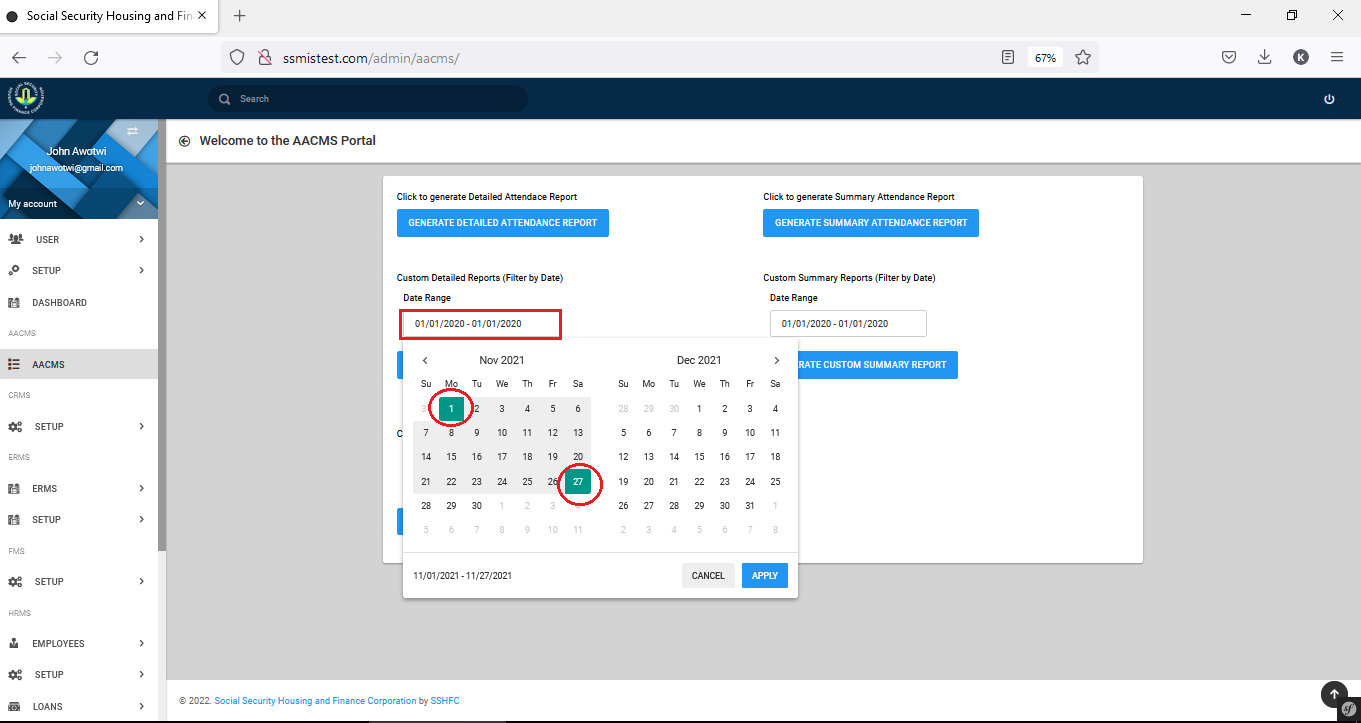 Social Security Housing and Fin
ssmistest.com/admin/aacms/
67%
K
Search
John Awotwi
johnawotwi@gmail.com
My account
USER
SETUP
DASHBOARD
AACMS
AACMS
CRMS
SETUP
ERMS
ERMS
SETUP
FMS
SETUP
HRMS
EMPLOYEES
SETUP
LOANS
Welcome to the AACMS Portal
Click to generate Detailed Attendace Report
GENERATE DETAILED ATTENDANCE REPORT
Click to generate Summary Attendance Report
GENERATE SUMMARY ATTENDANCE REPORT
Custom Detailed Reports (Filter by Date)
Date Range
01/01/2020 - 01/01/2020
Custom Summary Reports (Filter by Date)
Date Range
01/01/2020 - 01/01/2020
RATE CUSTOM SUMMARY REPORT
C
Nov 2021
Su Mo Tu We Th Fr Sa
1 2 3 4 5 6
7 8 9 10 11 12 13
14 15 16 17 18 19 20
21 22 23 24 25 26 27
28 29 30 1 2 3 4
5 6 7 8 9 10 11
Dec 2021
Su Mo Tu We Th Fr Sa
28 29 30 1 2 3 4
5 6 7 8 9 10 11
12 13 14 15 16 17 18
19 20 21 22 23 24 25
26 27 28 29 30 31 1
2 3 4 5 6 7 8
11/01/2021 - 11/27/2021
CANCEL
APPLY
© 2022. Social Security Housing and Finance Corporation by SSHFC
sf